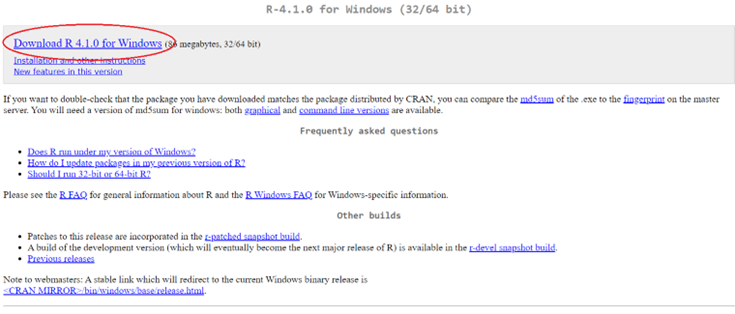 R-4.1.0 for Windows (32/64 bit)
Download R 4.1.0 for Windows (86 megabytes, 32/64 bit)
Installation and other instructions
New features in this version
If you want to double-check that the package you have downloaded matches the package distributed by CRAN, you can compare the md5sum of the .exe to the fingerprint on the master
server. You will need a version of md5sum for windows: both graphical and command line versions are available.
Frequently asked questions
• Does R run under my version of Windows?
• How do I update packages in my previous version of R?
• Should I run 32-bit or 64-bit R?
Please see the R FAQ for general information about R and the R Windows FAQ for Windows-specific information.
Other builds
• Patches to this release are incorporated in the r-patched snapshot build.
• A build of the development version (which will eventually become the next major release of R) is available in the r-devel snapshot build.
• Previous releases
Note to webmasters: A stable link which will redirect to the current Windows binary release is
<CRAN MIRROR>/bin/windows/base/release.html.